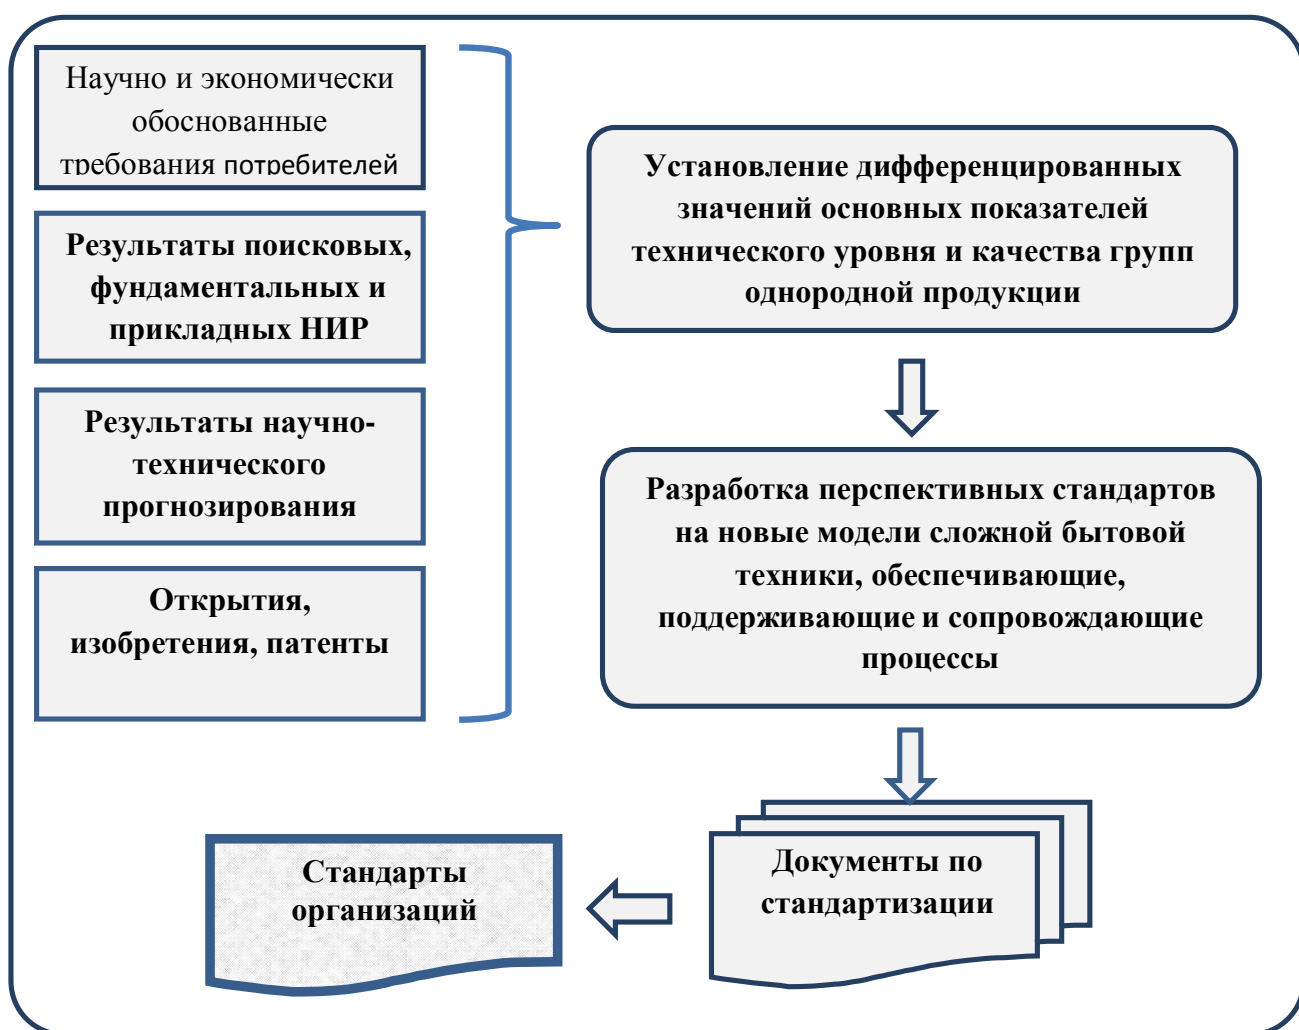 Научно и экономически
обоснованные
требования потребителей
Результаты поисковых,
фундаментальных и
прикладных НИР
Результаты научно-
технического
прогнозирования
Открытия,
изобретения, патенты
Установление дифференцированных
значений основных показателей
технического уровня и качества групп
однородной продукции
Разработка перспективных стандартов
на новые модели сложной бытовой
техники, обеспечивающие,
поддерживающие и сопровождающие
процессы
Документы по
стандартизации
Стандарты
организаций